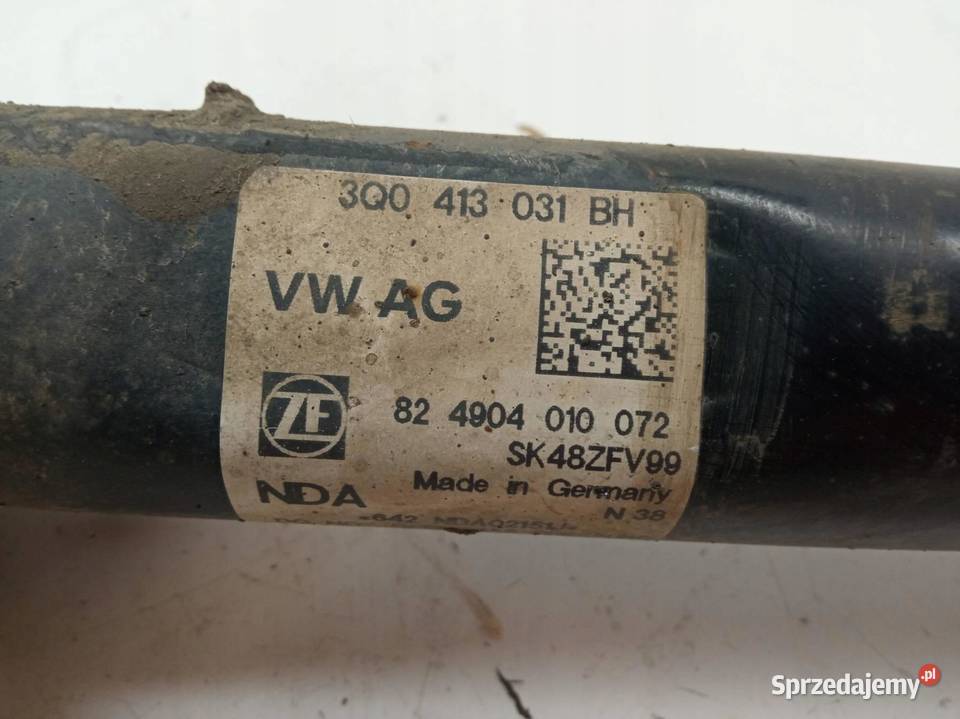 3Q0 413 031 BH
VW AG
ZF
82 4904 010 072
SK48ZFV99
NDA
Made in Germany
N 38
Sprzedajemy.pl